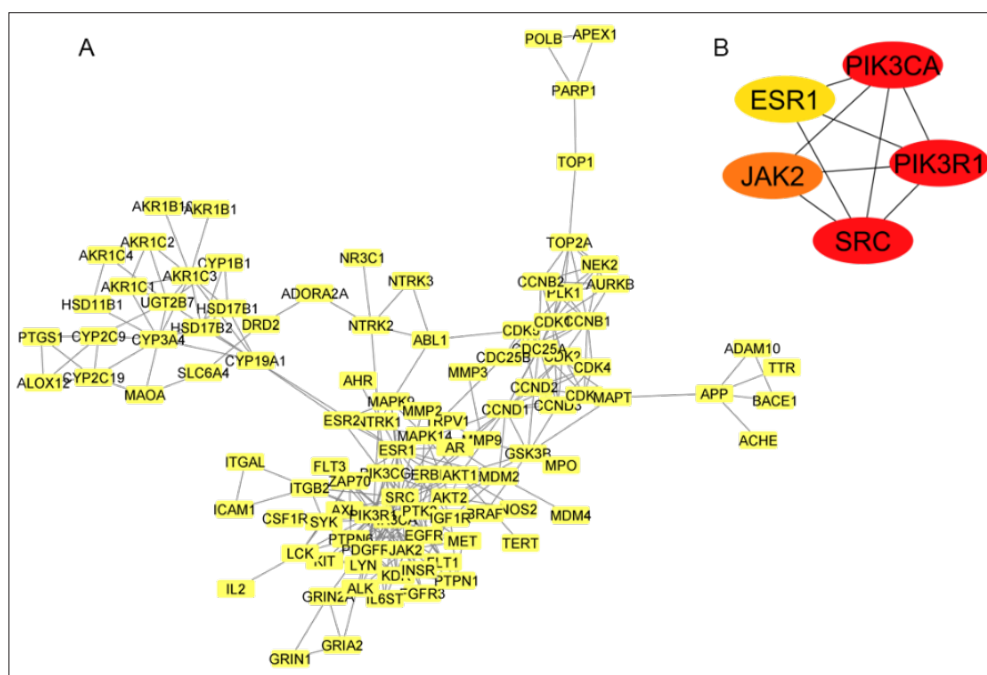 A
B
POLB
APEX1
PARP1
TOP1
PIK3CA
ESR1
PIK3R1
JAK2
SRC
AKR1B1
AKR1C2
AKR1C4
AKR1C3
CYP1B1
AKR1C1
UGT2B7
HSD11B1
HSD17B1
HSD17B2
PTGS1
CYP2C9
CYP3A4
DRD2
ALOX12
CYP2C19
MAOA
SLC6A4
CYP19A1
NR3C1
NTRK3
ADORA2A
NTRK2
ABL1
TOP2A
NEK2
CCNB2
PLK1
AURKB
CCNB1
CDC25A
CDC25B
CDK2
CDK4
MMP3
CCND2
CCND1
CCND3
MAPT
ADAM10
TTR
APP
BACE1
ACHE
AHR
MMP2
ESR2
NTRK1
TRPV1
MAPK14
MMP9
ESR1
AR
GSK3B
MPO
ITGAL
FLT3
ZAP70
PIK3CG
AKT1
MDM2
ITGB2
SRC
AKT2
ICAM1
CSF1R
SYK
PIK3R1
IGF1R
BRAF
NOS2
MDM4
EGFR
MET
TERT
LCK
KIT
JAK2
LYN
INSR
FLT1
PTPN1
IL2
GRIN2A
ALK
IL6ST
GRIA2
GRIN1